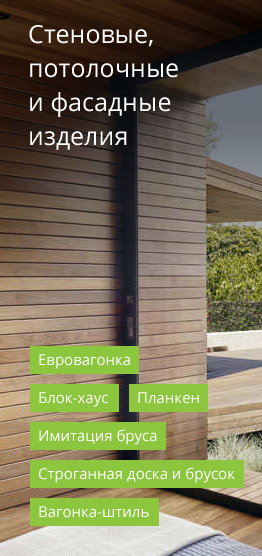 Стеновые,
потолочные
и фасадные
изделия
Евровагонка
Блок-хаус Планкен
Имитация бруса
Строганная доска и брусок
Вагонка-штиль